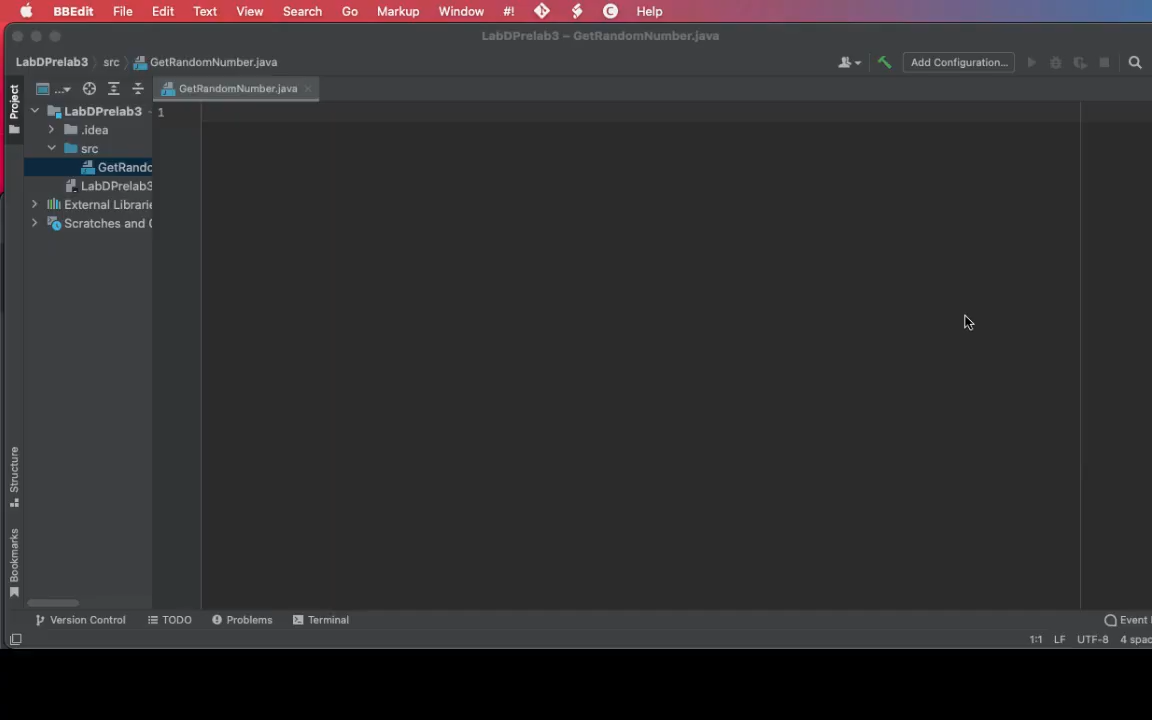 BBEdit File Edit Text View Search Go Markup Window #! Help
LabDPrelab3 – GetRandomNumber.java
LabDPrelab3 src GetRandomNumber.java Add Configuration...
Project
... GetRandomNumber.java
LabDPrelab3 1
.idea
src
GetRando
LabDPrelab3
External Librarie
Scratches and
Structure
Bookmarks
Version Control TODO Problems Terminal Event
1:1 LF UTF-8 4 spac